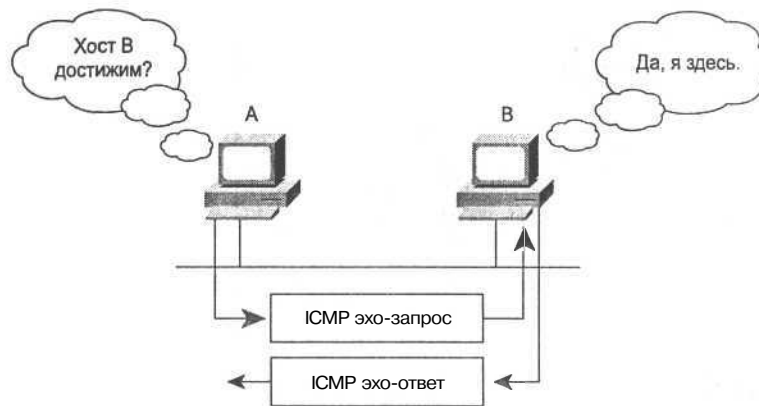 Хост В
достижим?
Да, я здесь.
А
В
ICMP эхо-запрос
ICMP эхо-ответ